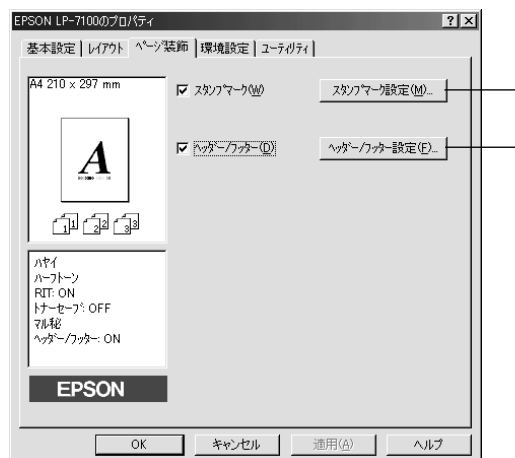 EPSON LP-7100のプロパティ
基本設定 レイアウト ページ装飾 環境設定 ユーティリティ
A4 210 x 297 mm
スタンプマーク(W)
スタンプマーク設定(M)...
ヘッダー/フッター(D)
ヘッダー/フッター設定(F)...
A
1 1 2 2 3 3
ハヤイ
ハーフトーン
RIT: ON
トナーセーブ: OFF
マル秘
ヘッダー/フッター: ON
EPSON
OK キャンセル 適用(A) ヘルプ